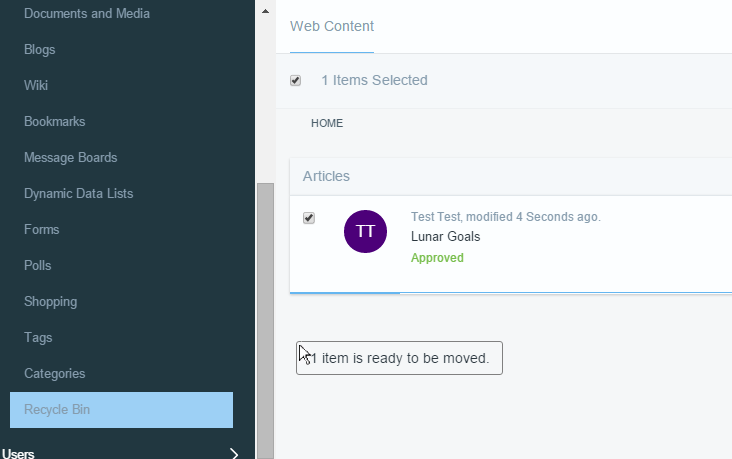 Documents and Media
Blogs
Wiki
Bookmarks
Message Boards
Dynamic Data Lists
Forms
Polls
Shopping
Tags
Categories
Recycle Bin
Users
Web Content
1 Items Selected
HOME
Articles
TT
Test Test, modified 4 Seconds ago.
Lunar Goals
Approved
1 item is ready to be moved.